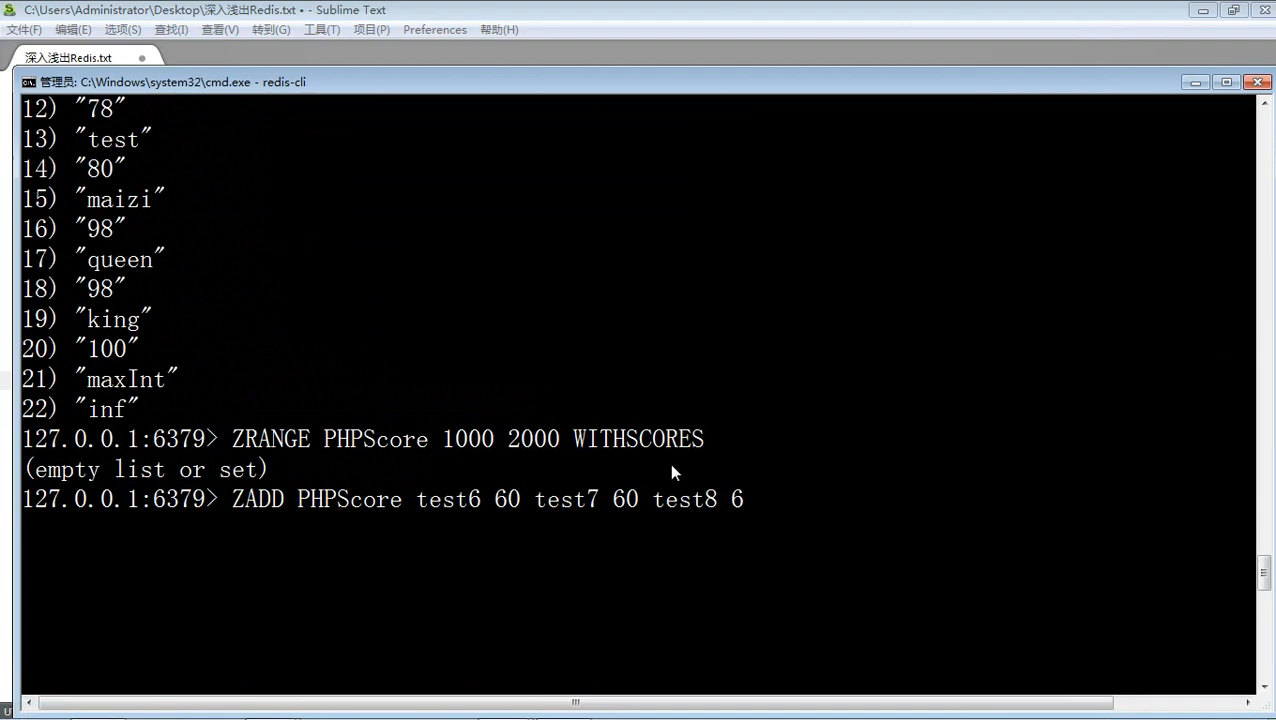 C:\Users\Administrator\Desktop\深入浅出Redis.txt • - Sublime Text
文件(F) 编辑(E) 选项(S) 查找(I) 查看(V) 转到(G) 工具(T) 项目(P) Preferences 帮助(H)
深入浅出Redis.txt
管理员: C:\Windows\system32\cmd.exe - redis-cli
12) "78"
13) "test"
14) "80"
15) "maizi"
16) "98"
17) "queen"
18) "98"
19) "king"
20) "100"
21) "maxInt"
22) "inf"
127.0.0.1:6379> ZRANGE PHPScore 1000 2000 WITHSCORES
(empty list or set)
127.0.0.1:6379> ZADD PHPScore test6 60 test7 60 test8 6